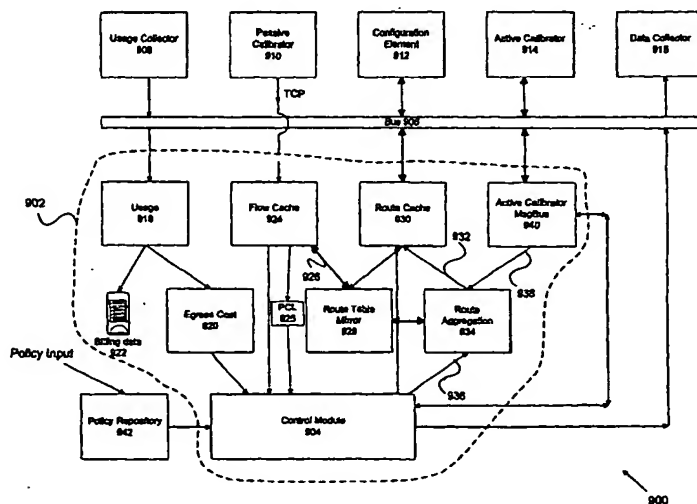 Usage Collector
908
Passive
Calibrator
910
Configuration
Element
912
Active Calibrator
914
Data Collector
916
TCP
Bus 906
902
Usage
918
Flow Cache
924
Route Cache
930
Active Calibrator
MsgBus
940
932
926
938
Egress Cost
920
PCL
925
Route Table
Mirror
928
Route
Aggregation
934
Billing data
922
Policy Input
936
Policy Repository
942
Control Module
904
900